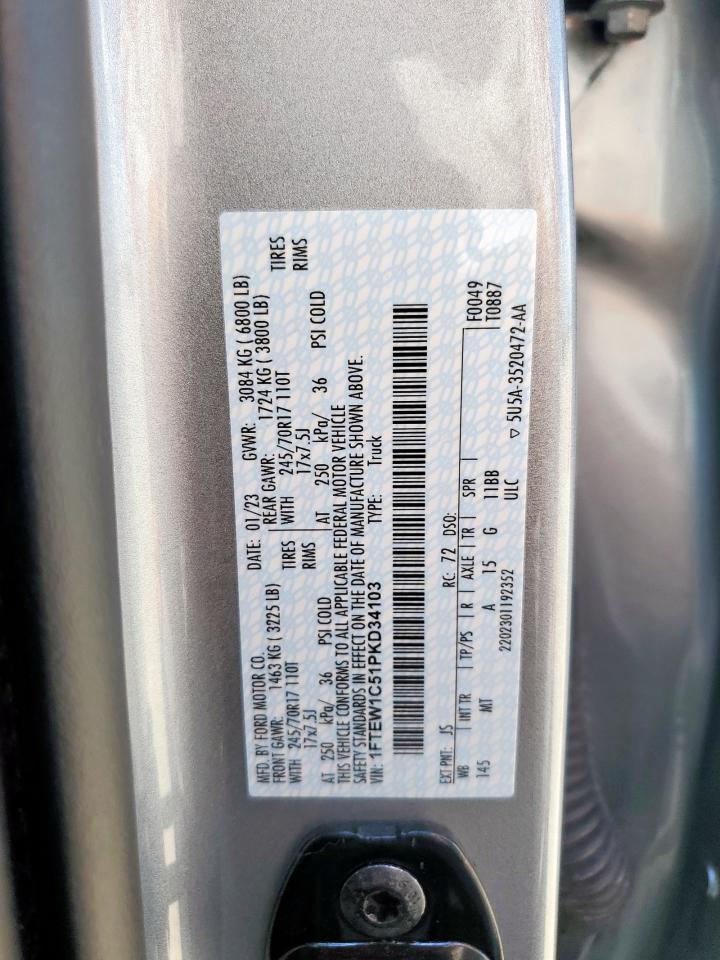 MFD. BY FORD MOTOR CO.
DATE: 01/23 GVWR: 3084 KG ( 6800 LB)
FRONT GAWR: 1463 KG ( 3225 LB) REAR GAWR: 1724 KG ( 3800 LB)
WITH 245/70R17 110T TIRES WITH 245/70R17 110T TIRES
17x7.5J RIMS 17x7.5J RIMS
AT 250 kPa/ 36 PSI COLD AT 250 kPa/ 36 PSI COLD
THIS VEHICLE CONFORMS TO ALL APPLICABLE FEDERAL MOTOR VEHICLE
SAFETY STANDARDS IN EFFECT ON THE DATE OF MANUFACTURE SHOWN ABOVE.
VIN: 1FTEW1C51PKD34103 TYPE: Truck
EXT PNT: JS RC: 72 DSO: F0049
T0887
WB INT TR TP/PS R AXLE TR SPR
145 MT A 15 G 11BB
2202301192352 ULC ▽ 5U5A-3520472-AA